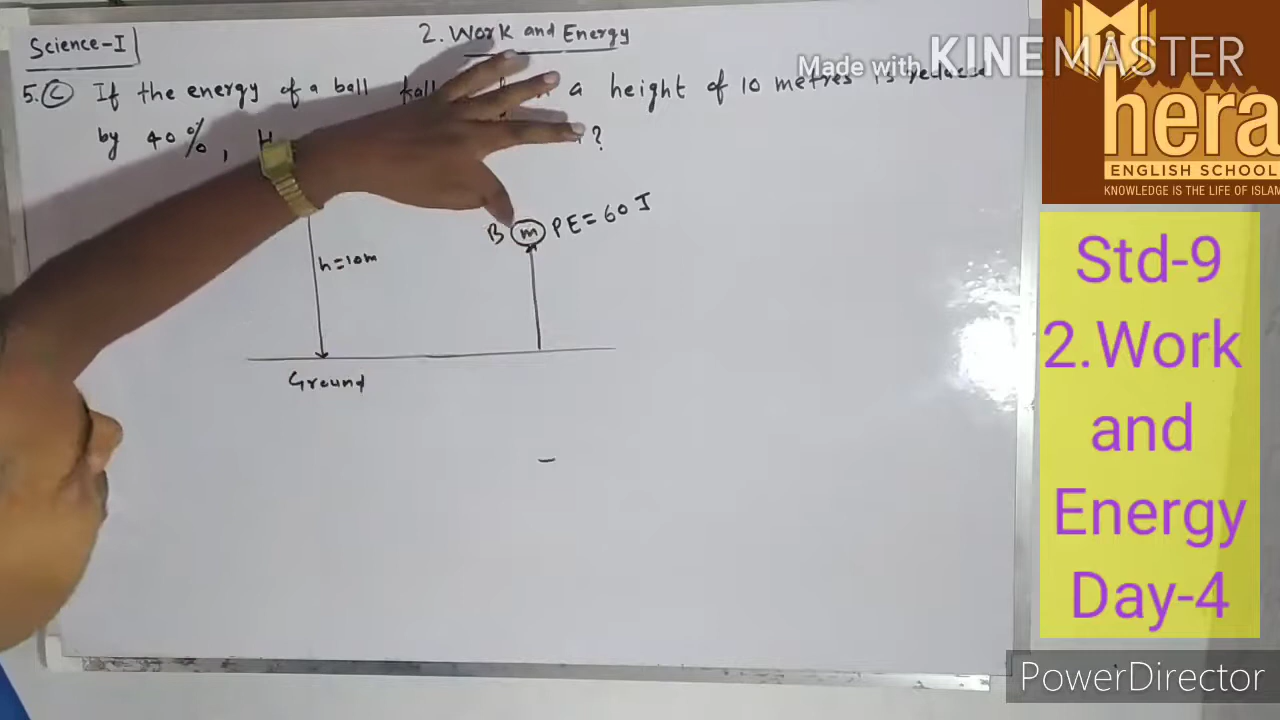 Science-I
2. Work and Energy
5. C If the energy of a ball a height of 10 metres is
by 40%, ?
h=10m
B m PE= 60 J
Ground
Made with KINEMASTER
hera
ENGLISH SCHOOL
KNOWLEDGE IS THE LIFE OF ISLAM
Std-9
2.Work
and
Energy
Day-4
PowerDirector